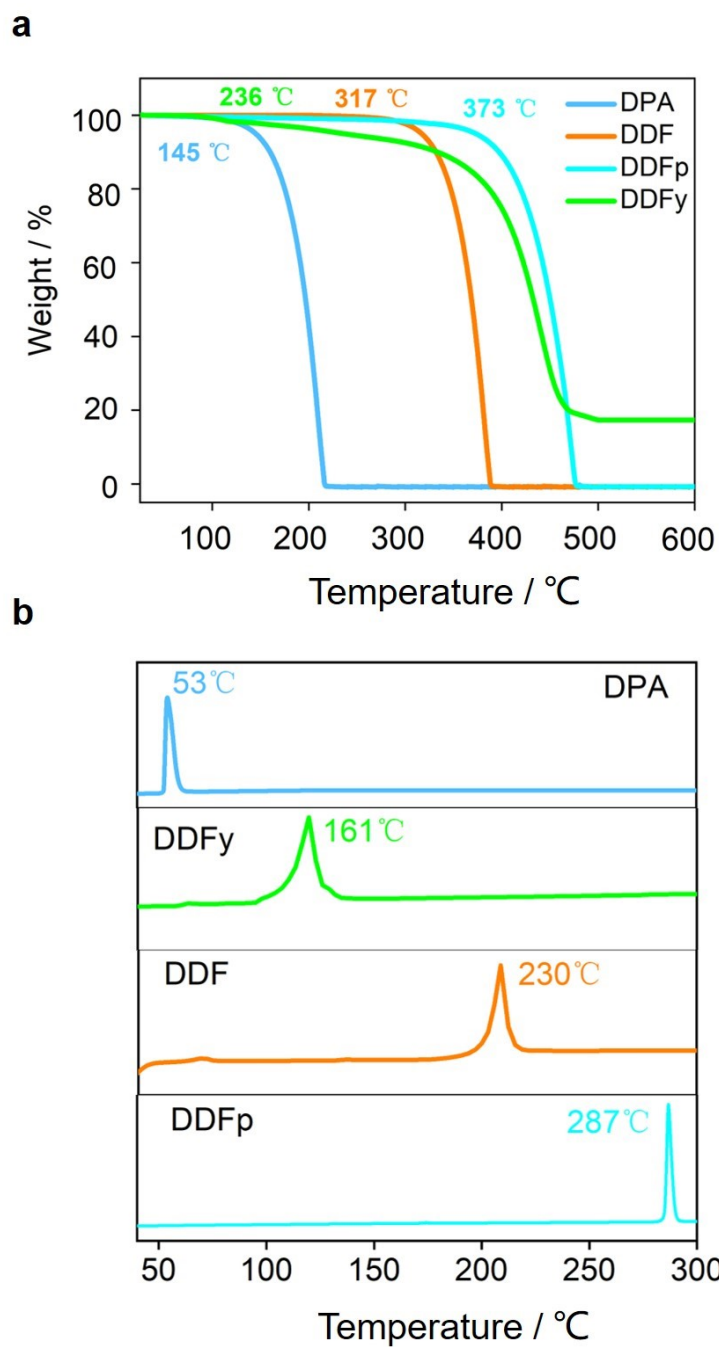 a
236 ℃
317 ℃
373 ℃
145 ℃
DPA
DDF
DDFp
DDFy
100
80
60
40
20
0
Weight / %
100 200 300 400 500 600
Temperature / ℃
b
53℃
DPA
DDFy
161℃
DDF
230℃
DDFp
287℃
50 100 150 200 250 300
Temperature / ℃